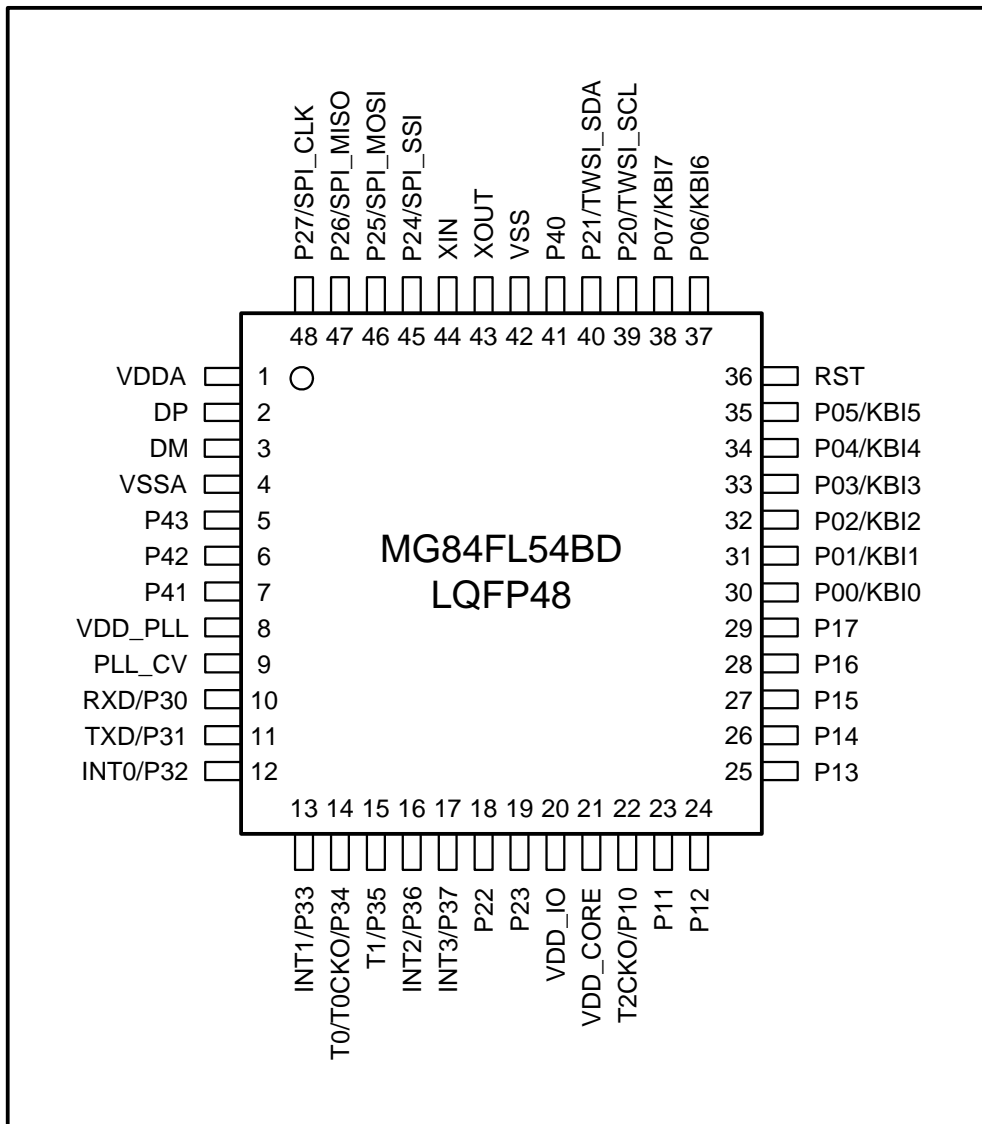 P27/SPI_CLK
P26/SPI_MISO
P25/SPI_MOSI
P24/SPI_SSI
XIN
XOUT
VSS
P40
P21/TWSI_SDA
P20/TWSI_SCL
P07/KBI7
P06/KBI6
48 47 46 45 44 43 42 41 40 39 38 37
VDDA 1 36 RST
DP 2 35 P05/KBI5
DM 3 34 P04/KBI4
VSSA 4 33 P03/KBI3
P43 5 32 P02/KBI2
P42 6 31 P01/KBI1
P41 7 30 P00/KBI0
VDD_PLL 8 29 P17
PLL_CV 9 28 P16
RXD/P30 10 27 P15
TXD/P31 11 26 P14
INT0/P32 12 25 P13
MG84FL54BD
LQFP48
13 14 15 16 17 18 19 20 21 22 23 24
INT1/P33
T0/T0CKO/P34
T1/P35
INT2/P36
INT3/P37
P22
P23
VDD_IO
VDD_CORE
T2CKO/P10
P11
P12